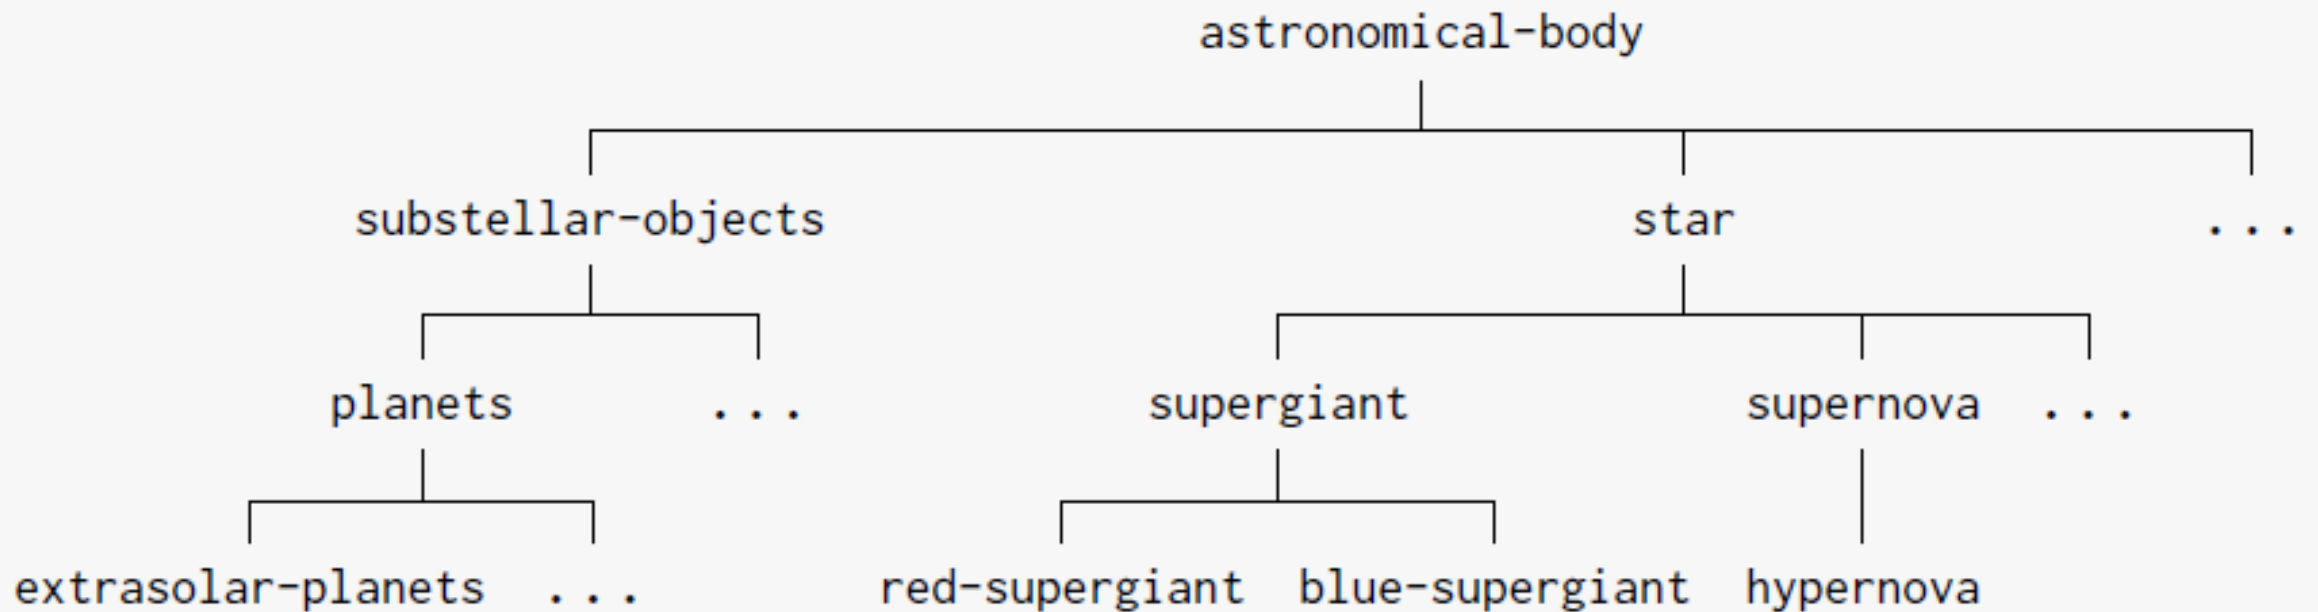 astronomical-body
substellar-objects star ...
planets ... supergiant supernova ...
extrasolar-planets ... red-supergiant blue-supergiant hypernova